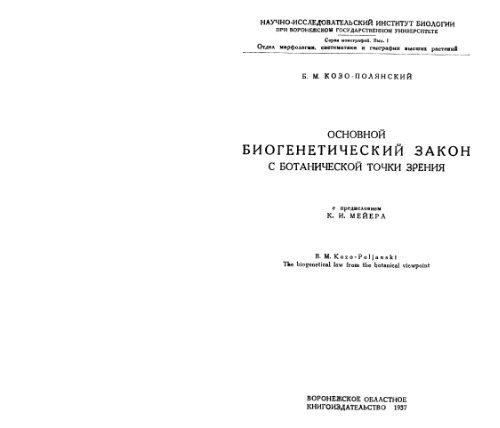 НАУЧНО-ИССЛЕДОВАТЕЛЬСКИЙ ИНСТИТУТ БИОЛОГИИ
ПРИ ВОРОНЕЖСКОМ ГОСУДАРСТВЕННОМ УНИВЕРСИТЕТЕ
Серия монографий. Вып. I
Отдел морфологии, систематики и географии высших растений
Б. М. КОЗО-ПОЛЯНСКИЙ
ОСНОВНОЙ
БИОГЕНЕТИЧЕСКИЙ ЗАКОН
С БОТАНИЧЕСКОЙ ТОЧКИ ЗРЕНИЯ
с предисловием
К. И. МЕЙЕРА
B. M. Kozo-Poljanski
The biogenetical law from the botanical viewpoint
ВОРОНЕЖСКОЕ ОБЛАСТНОЕ
КНИГОИЗДАТЕЛЬСТВО 1937